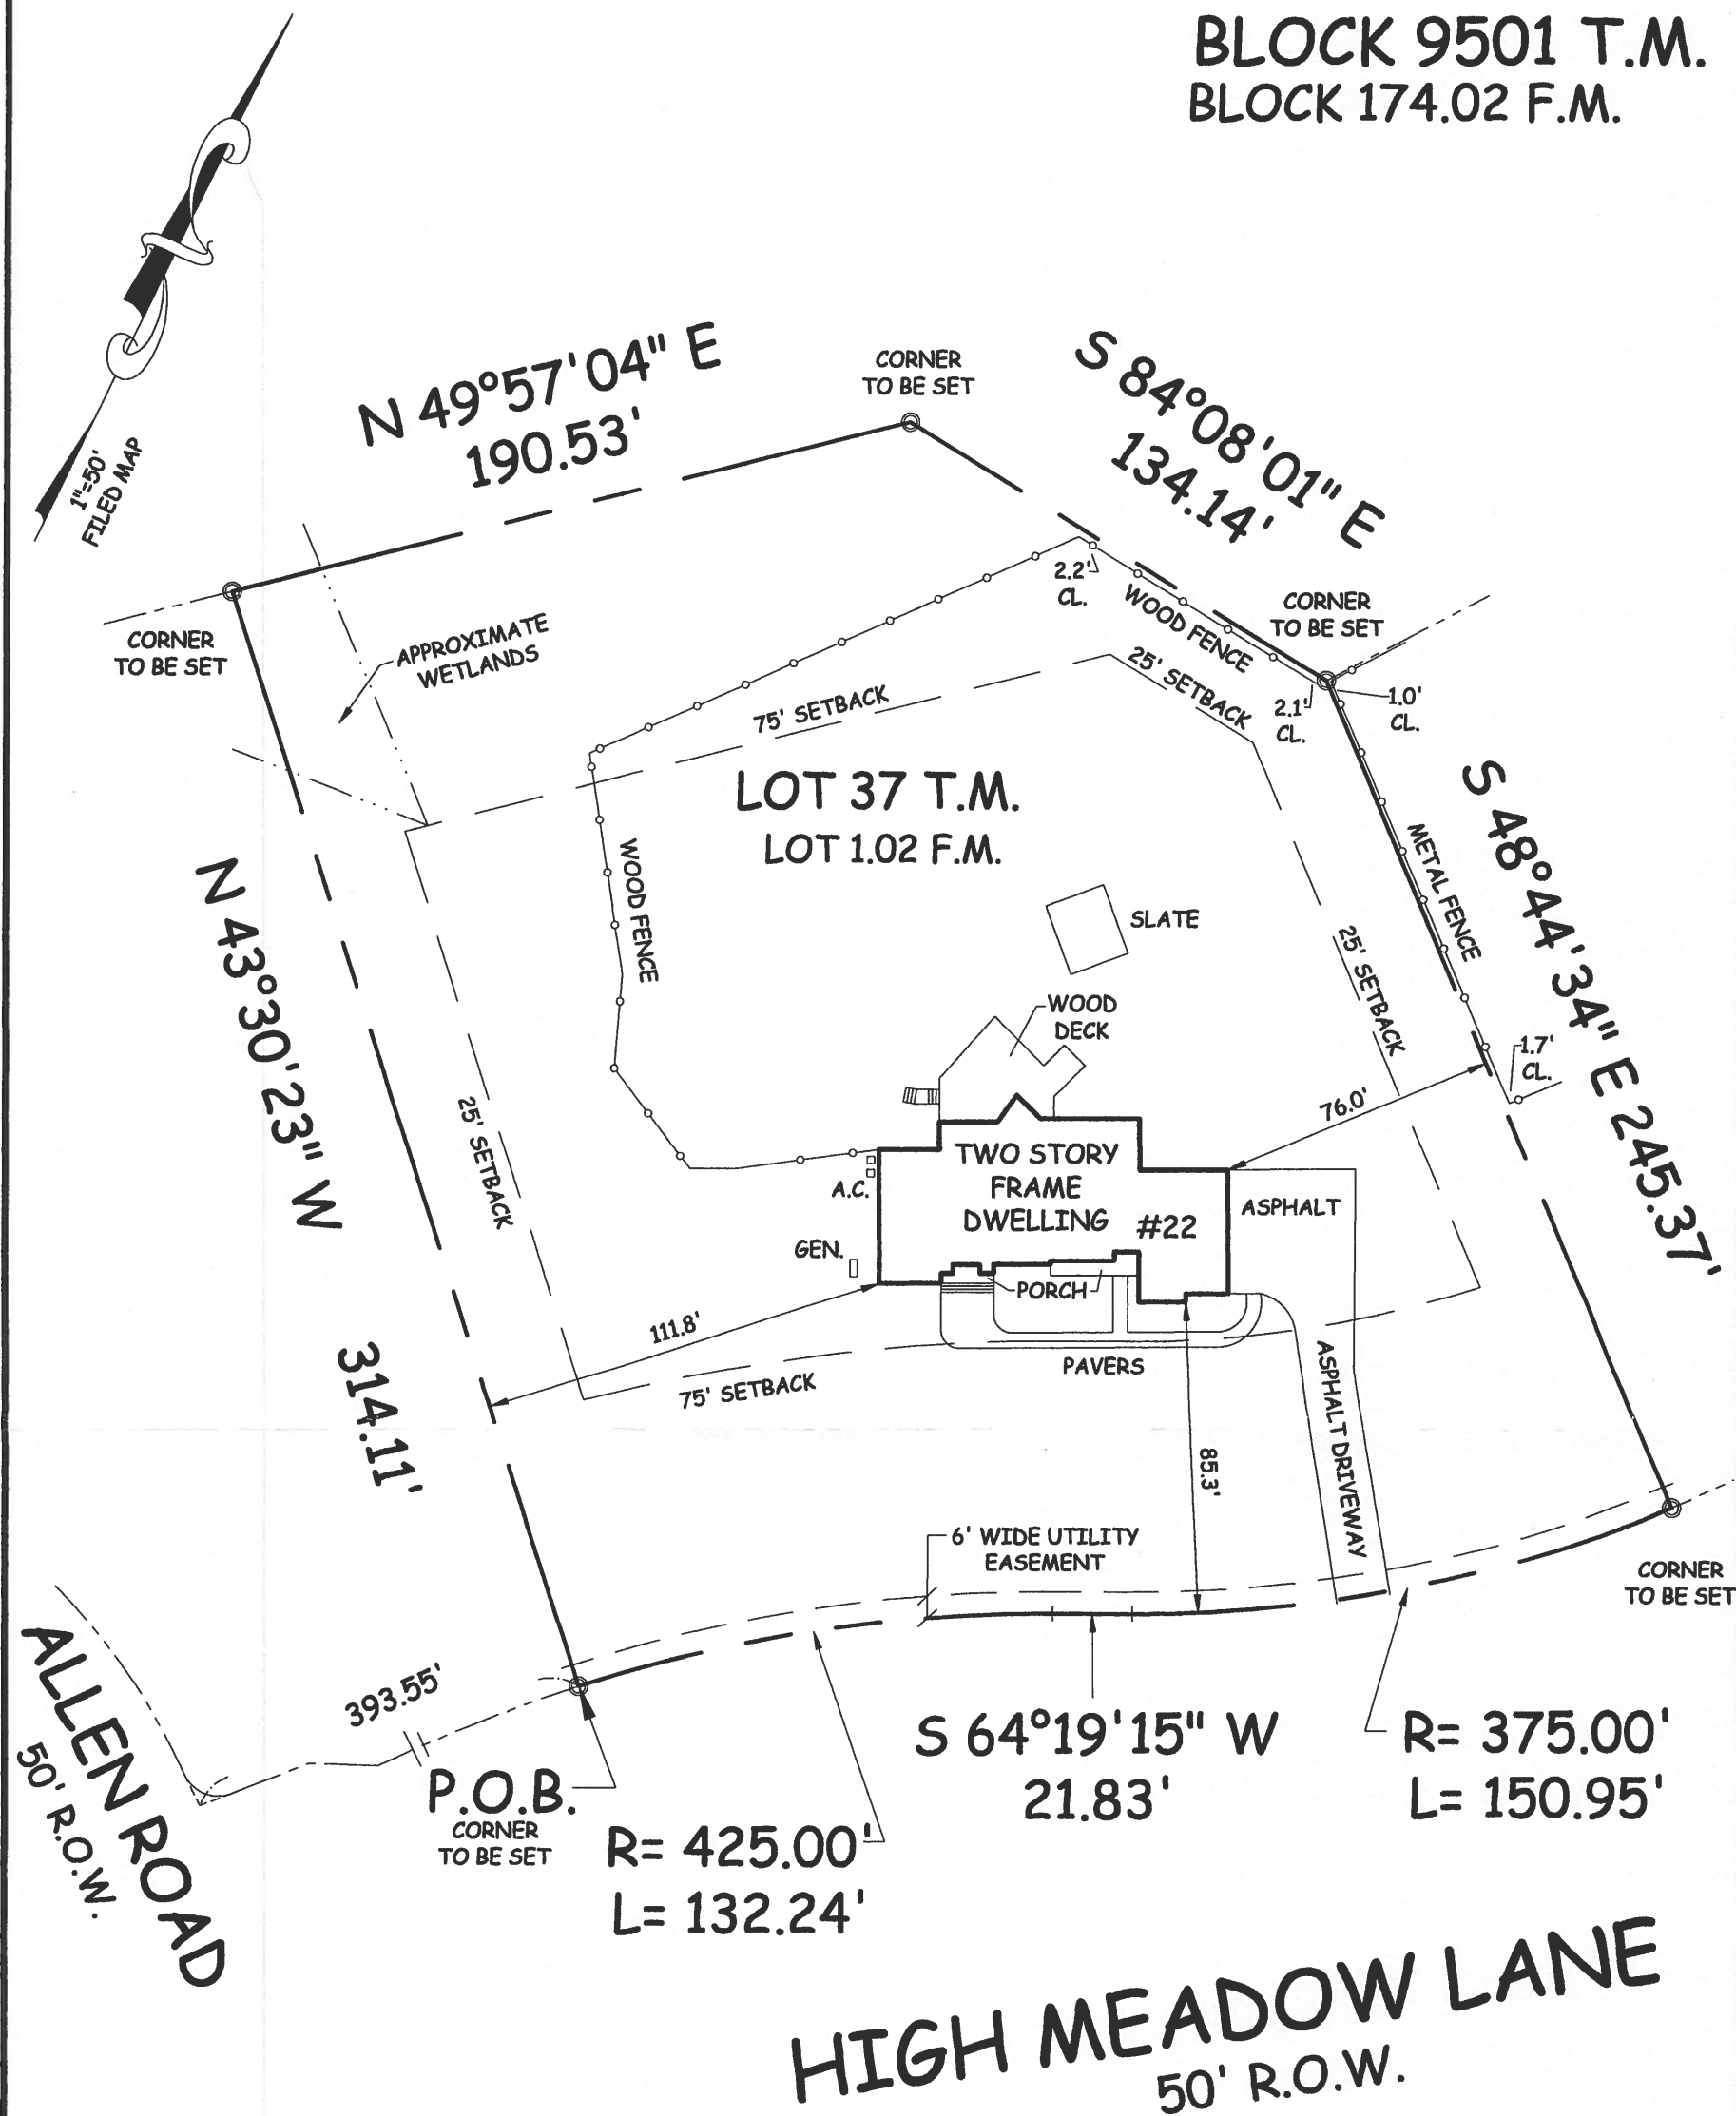 BLOCK 9501 T.M.
BLOCK 174.02 F.M.
1"=50'
FILED MAP
N 49°57'04" E
190.53'
CORNER
TO BE SET
S 84°08'01" E
134.14'
CORNER
TO BE SET
APPROXIMATE
WETLANDS
2.2'
CL.
WOOD FENCE
CORNER
TO BE SET
25' SETBACK
75' SETBACK
2.1'
CL.
1.0'
CL.
LOT 37 T.M.
LOT 1.02 F.M.
WOOD FENCE
METAL FENCE
S 48°44'34" E 245.37'
SLATE
25' SETBACK
N 43°30'23" W
314.11'
WOOD
DECK
1.7'
CL.
76.0'
25' SETBACK
TWO STORY
FRAME
DWELLING #22
A.C.
ASPHALT
GEN.
PORCH
111.8'
PAVERS
75' SETBACK
ASPHALT DRIVEWAY
85.3'
6' WIDE UTILITY
EASEMENT
CORNER
TO BE SET
ALLEN ROAD
50' R.O.W.
393.55'
P.O.B.
CORNER
TO BE SET
R= 425.00'
L= 132.24'
S 64°19'15" W
21.83'
R= 375.00'
L= 150.95'
HIGH MEADOW LANE
50' R.O.W.